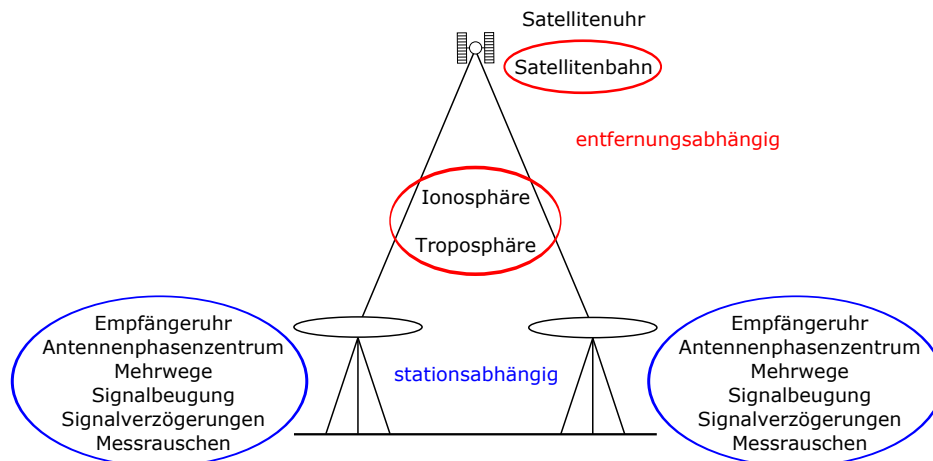 Satellitenuhr
Satellitenbahn
entfernungsabhängig
Ionosphäre
Troposphäre
Empfängeruhr
Antennenphasenzentrum
Mehrwege
Signalbeugung
Signalverzögerungen
Messrauschen
stationsabhängig
Empfängeruhr
Antennenphasenzentrum
Mehrwege
Signalbeugung
Signalverzögerungen
Messrauschen